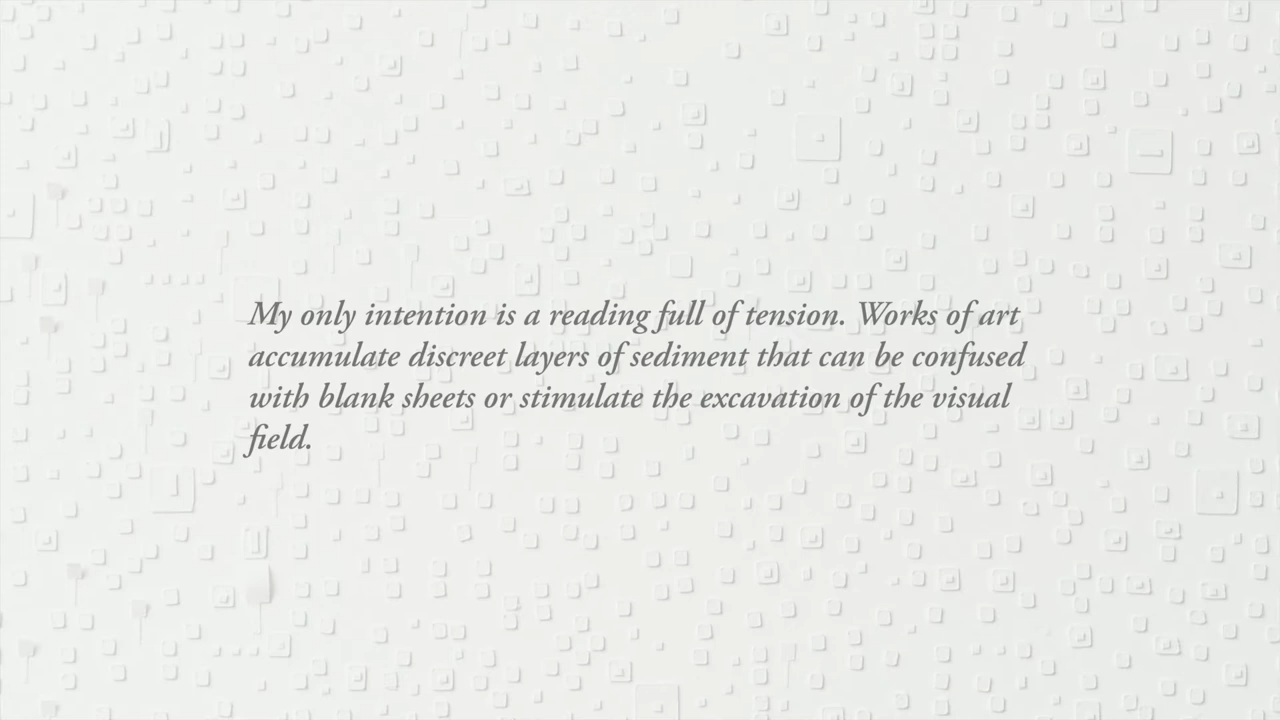 My only intention is a reading full of tension. Works of art
accumulate discreet layers of sediment that can be confused
with blank sheets or stimulate the excavation of the visual
field.